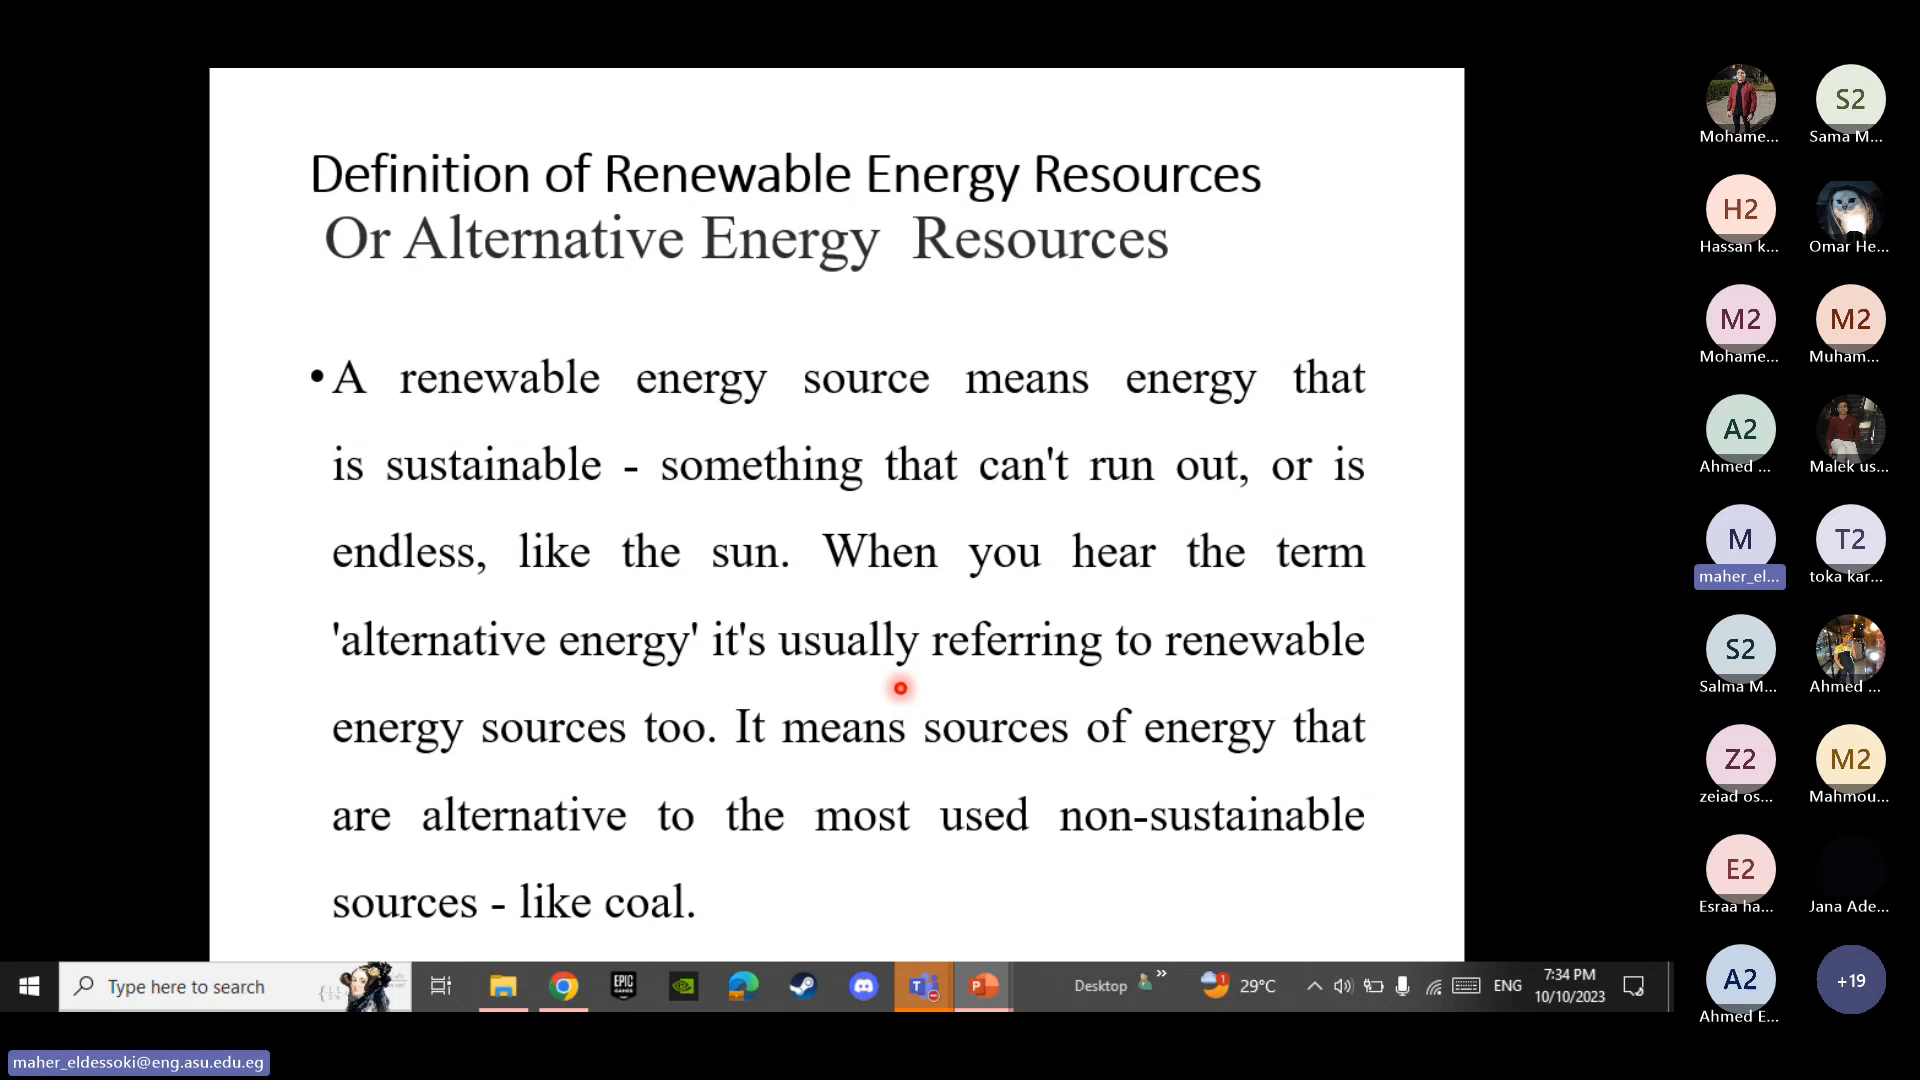 Definition of Renewable Energy Resources
Or Alternative Energy Resources
•A renewable energy source means energy that
is sustainable - something that can't run out, or is
endless, like the sun. When you hear the term
'alternative energy' it's usually referring to renewable
energy sources too. It means sources of energy that
are alternative to the most used non-sustainable
sources - like coal.
Mohame...
S2
Sama M...
H2
Hassan k...
Omar He...
M2
Mohame...
M2
Muham...
A2
Ahmed ...
Malek us...
M
maher_el...
T2
toka kar...
S2
Salma M...
Ahmed ...
Z2
zeiad os...
M2
Mahmou...
E2
Esraa ha...
Jana Ade...
A2
Ahmed E...
+19
Type here to search
EPIC GAMES
Desktop
»
1
29°C
ENG
7:34 PM
10/10/2023
maher_eldessoki@eng.asu.edu.eg